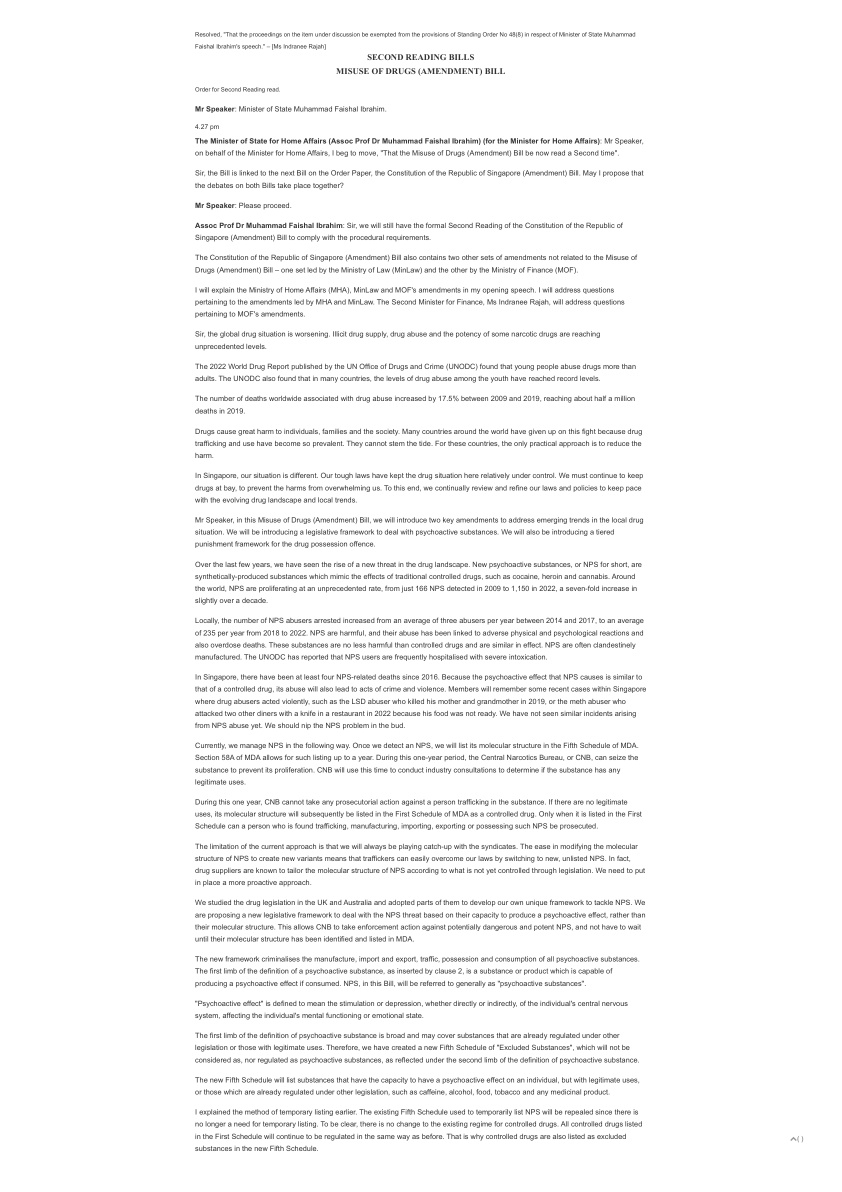 Resolved, "That the proceedings on the item under discussion be exempted from the provisions of Standing Order No 48(8) in respect of Minister of State Muhammad
Faishal Ibrahim's speech." – [Ms Indranee Rajah]
SECOND READING BILLS
MISUSE OF DRUGS (AMENDMENT) BILL
Order for Second Reading read.
Mr Speaker: Minister of State Muhammad Faishal Ibrahim.
4.27 pm
The Minister of State for Home Affairs (Assoc Prof Dr Muhammad Faishal Ibrahim) (for the Minister for Home Affairs): Mr Speaker,
on behalf of the Minister for Home Affairs, I beg to move, "That the Misuse of Drugs (Amendment) Bill be now read a Second time".
Sir, the Bill is linked to the next Bill on the Order Paper, the Constitution of the Republic of Singapore (Amendment) Bill. May I propose that
the debates on both Bills take place together?
Mr Speaker: Please proceed.
Assoc Prof Dr Muhammad Faishal Ibrahim: Sir, we will still have the formal Second Reading of the Constitution of the Republic of
Singapore (Amendment) Bill to comply with the procedural requirements.
The Constitution of the Republic of Singapore (Amendment) Bill also contains two other sets of amendments not related to the Misuse of
Drugs (Amendment) Bill – one set led by the Ministry of Law (MinLaw) and the other by the Ministry of Finance (MOF).
I will explain the Ministry of Home Affairs (MHA), MinLaw and MOF's amendments in my opening speech. I will address questions
pertaining to the amendments led by MHA and MinLaw. The Second Minister for Finance, Ms Indranee Rajah, will address questions
pertaining to MOF's amendments.
Sir, the global drug situation is worsening. Illicit drug supply, drug abuse and the potency of some narcotic drugs are reaching
unprecedented levels.
The 2022 World Drug Report published by the UN Office of Drugs and Crime (UNODC) found that young people abuse drugs more than
adults. The UNODC also found that in many countries, the levels of drug abuse among the youth have reached record levels.
The number of deaths worldwide associated with drug abuse increased by 17.5% between 2009 and 2019, reaching about half a million
deaths in 2019.
Drugs cause great harm to individuals, families and the society. Many countries around the world have given up on this fight because drug
trafficking and use have become so prevalent. They cannot stem the tide. For these countries, the only practical approach is to reduce the
harm.
In Singapore, our situation is different. Our tough laws have kept the drug situation here relatively under control. We must continue to keep
drugs at bay, to prevent the harms from overwhelming us. To this end, we continually review and refine our laws and policies to keep pace
with the evolving drug landscape and local trends.
Mr Speaker, in this Misuse of Drugs (Amendment) Bill, we will introduce two key amendments to address emerging trends in the local drug
situation. We will be introducing a legislative framework to deal with psychoactive substances. We will also be introducing a tiered
punishment framework for the drug possession offence.
Over the last few years, we have seen the rise of a new threat in the drug landscape. New psychoactive substances, or NPS for short, are
synthetically-produced substances which mimic the effects of traditional controlled drugs, such as cocaine, heroin and cannabis. Around
the world, NPS are proliferating at an unprecedented rate, from just 166 NPS detected in 2009 to 1,150 in 2022, a seven-fold increase in
slightly over a decade.
Locally, the number of NPS abusers arrested increased from an average of three abusers per year between 2014 and 2017, to an average
of 235 per year from 2018 to 2022. NPS are harmful, and their abuse has been linked to adverse physical and psychological reactions and
also overdose deaths. These substances are no less harmful than controlled drugs and are similar in effect. NPS are often clandestinely
manufactured. The UNODC has reported that NPS users are frequently hospitalised with severe intoxication.
In Singapore, there have been at least four NPS-related deaths since 2016. Because the psychoactive effect that NPS causes is similar to
that of a controlled drug, its abuse will also lead to acts of crime and violence. Members will remember some recent cases within Singapore
where drug abusers acted violently, such as the LSD abuser who killed his mother and grandmother in 2019, or the meth abuser who
attacked two other diners with a knife in a restaurant in 2022 because his food was not ready. We have not seen similar incidents arising
from NPS abuse yet. We should nip the NPS problem in the bud.
Currently, we manage NPS in the following way. Once we detect an NPS, we will list its molecular structure in the Fifth Schedule of MDA.
Section 58A of MDA allows for such listing up to a year. During this one-year period, the Central Narcotics Bureau, or CNB, can seize the
substance to prevent its proliferation. CNB will use this time to conduct industry consultations to determine if the substance has any
legitimate uses.
During this one year, CNB cannot take any prosecutorial action against a person trafficking in the substance. If there are no legitimate
uses, its molecular structure will subsequently be listed in the First Schedule of MDA as a controlled drug. Only when it is listed in the First
Schedule can a person who is found trafficking, manufacturing, importing, exporting or possessing such NPS be prosecuted.
The limitation of the current approach is that we will always be playing catch-up with the syndicates. The ease in modifying the molecular
structure of NPS to create new variants means that traffickers can easily overcome our laws by switching to new, unlisted NPS. In fact,
drug suppliers are known to tailor the molecular structure of NPS according to what is not yet controlled through legislation. We need to put
in place a more proactive approach.
We studied the drug legislation in the UK and Australia and adopted parts of them to develop our own unique framework to tackle NPS. We
are proposing a new legislative framework to deal with the NPS threat based on their capacity to produce a psychoactive effect, rather than
their molecular structure. This allows CNB to take enforcement action against potentially dangerous and potent NPS, and not have to wait
until their molecular structure has been identified and listed in MDA.
The new framework criminalises the manufacture, import and export, traffic, possession and consumption of all psychoactive substances.
The first limb of the definition of a psychoactive substance, as inserted by clause 2, is a substance or product which is capable of
producing a psychoactive effect if consumed. NPS, in this Bill, will be referred to generally as "psychoactive substances".
"Psychoactive effect" is defined to mean the stimulation or depression, whether directly or indirectly, of the individual's central nervous
system, affecting the individual's mental functioning or emotional state.
The first limb of the definition of psychoactive substance is broad and may cover substances that are already regulated under other
legislation or those with legitimate uses. Therefore, we have created a new Fifth Schedule of "Excluded Substances", which will not be
considered as, nor regulated as psychoactive substances, as reflected under the second limb of the definition of psychoactive substance.
The new Fifth Schedule will list substances that have the capacity to have a psychoactive effect on an individual, but with legitimate uses,
or those which are already regulated under other legislation, such as caffeine, alcohol, food, tobacco and any medicinal product.
I explained the method of temporary listing earlier. The existing Fifth Schedule used to temporarily list NPS will be repealed since there is
no longer a need for temporary listing. To be clear, there is no change to the existing regime for controlled drugs. All controlled drugs listed
in the First Schedule will continue to be regulated in the same way as before. That is why controlled drugs are also listed as excluded
substances in the new Fifth Schedule.